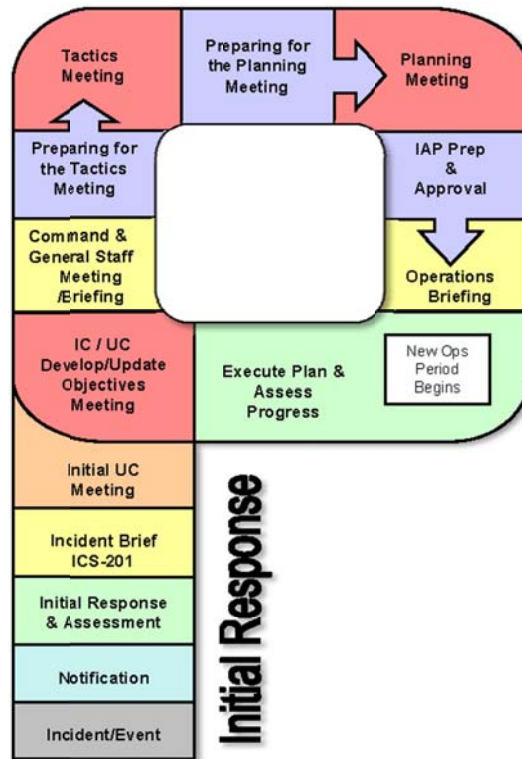 Tactics
Meeting
Preparing for
the Planning
Meeting
Planning
Meeting
Preparing for
the Tactics
Meeting
IAP Prep
&
Approval
Command &
General Staff
Meeting
/Briefing
Operations
Briefing
IC / UC
Develop/Update
Objectives
Meeting
Execute Plan &
Assess
Progress
New Ops
Period
Begins
Initial UC
Meeting
Incident Brief
ICS-201
Initial Response
& Assessment
Notification
Incident/Event
Initial Response